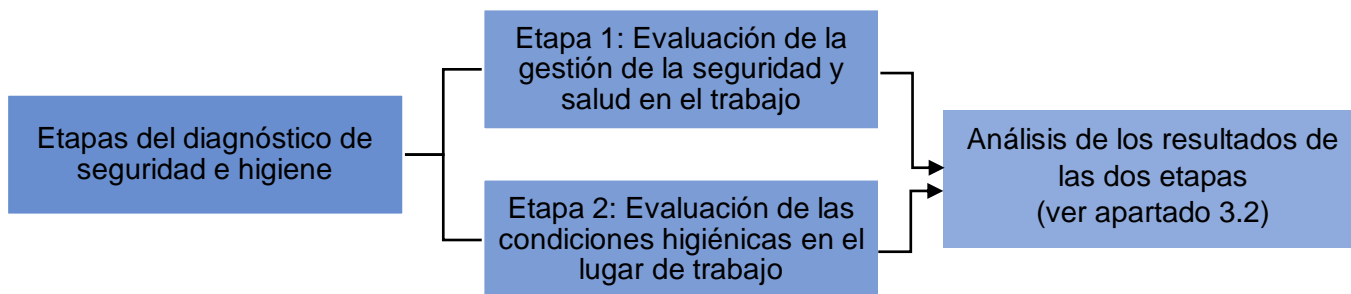 Etapas del diagnóstico de
seguridad e higiene
Etapa 1: Evaluación de la
gestión de la seguridad y
salud en el trabajo
Etapa 2: Evaluación de las
condiciones higiénicas en el
lugar de trabajo
Análisis de los resultados de
las dos etapas
(ver apartado 3.2)